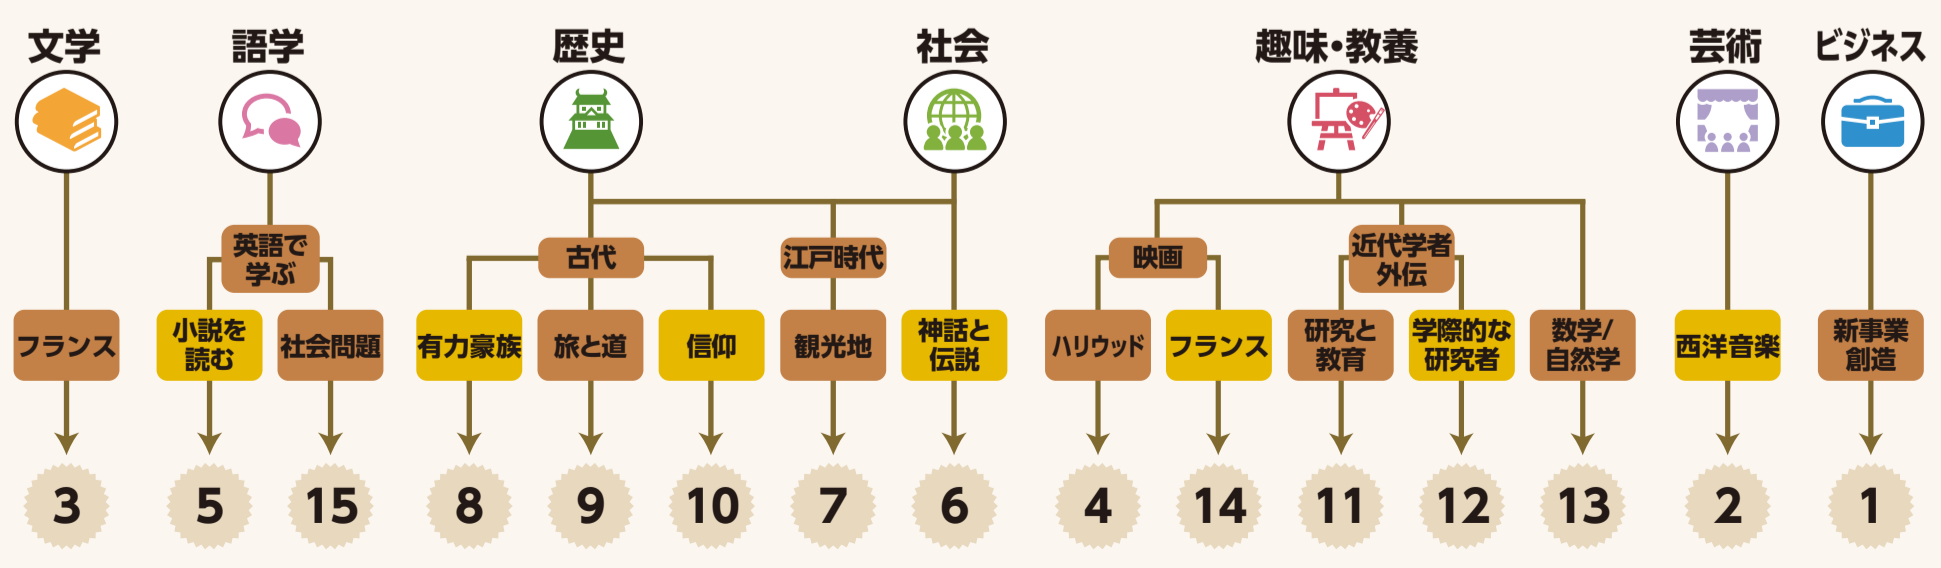 文学
語学
歴史
社会
趣味・教養
芸術
ビジネス
英語で
学ぶ
古代
江戸時代
映画
近代学者
外伝
フランス
小説を
読む
社会問題
有力豪族
旅と道
信仰
観光地
神話と
伝説
ハリウッド
フランス
研究と
教育
学際的な
研究者
数学/
自然学
西洋音楽
新事業
創造
3
5
15
8
9
10
7
6
4
14
11
12
13
2
1